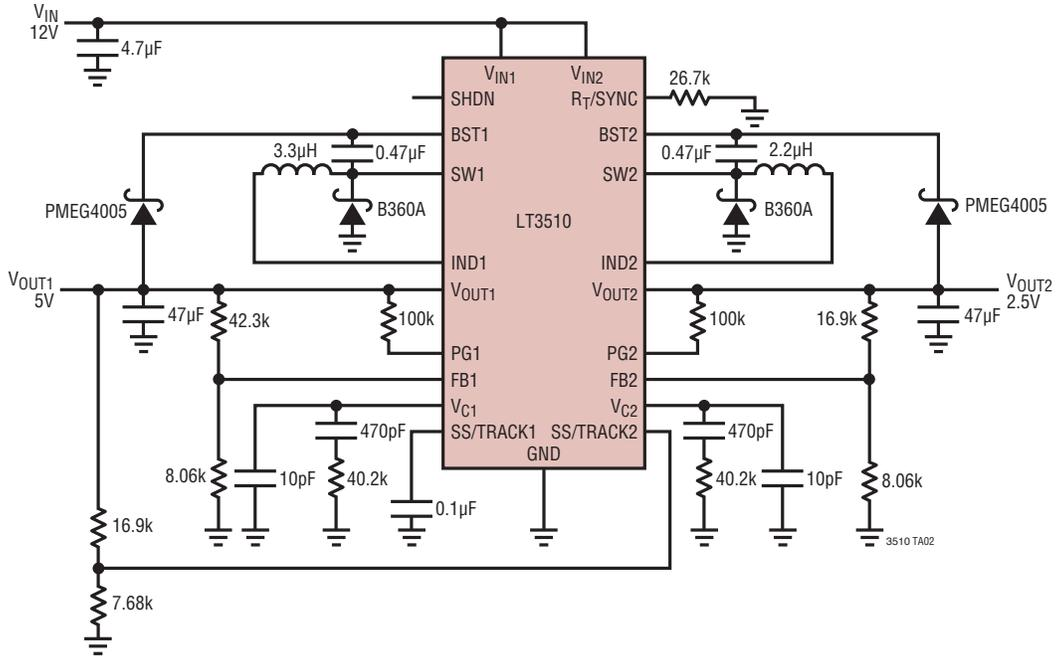 VIN
12V
4.7µF
VIN1
VIN2
SHDN
RT/SYNC
26.7k
BST1
BST2
3.3µH
0.47µF
0.47µF
2.2µH
SW1
SW2
PMEG4005
B360A
LT3510
B360A
PMEG4005
IND1
IND2
VOUT1
5V
VOUT1
VOUT2
VOUT2
2.5V
47µF
42.3k
100k
100k
16.9k
47µF
PG1
PG2
FB1
FB2
VC1
VC2
470pF
SS/TRACK1
SS/TRACK2
470pF
GND
8.06k
10pF
40.2k
40.2k
10pF
8.06k
0.1µF
16.9k
3510 TA02
7.68k